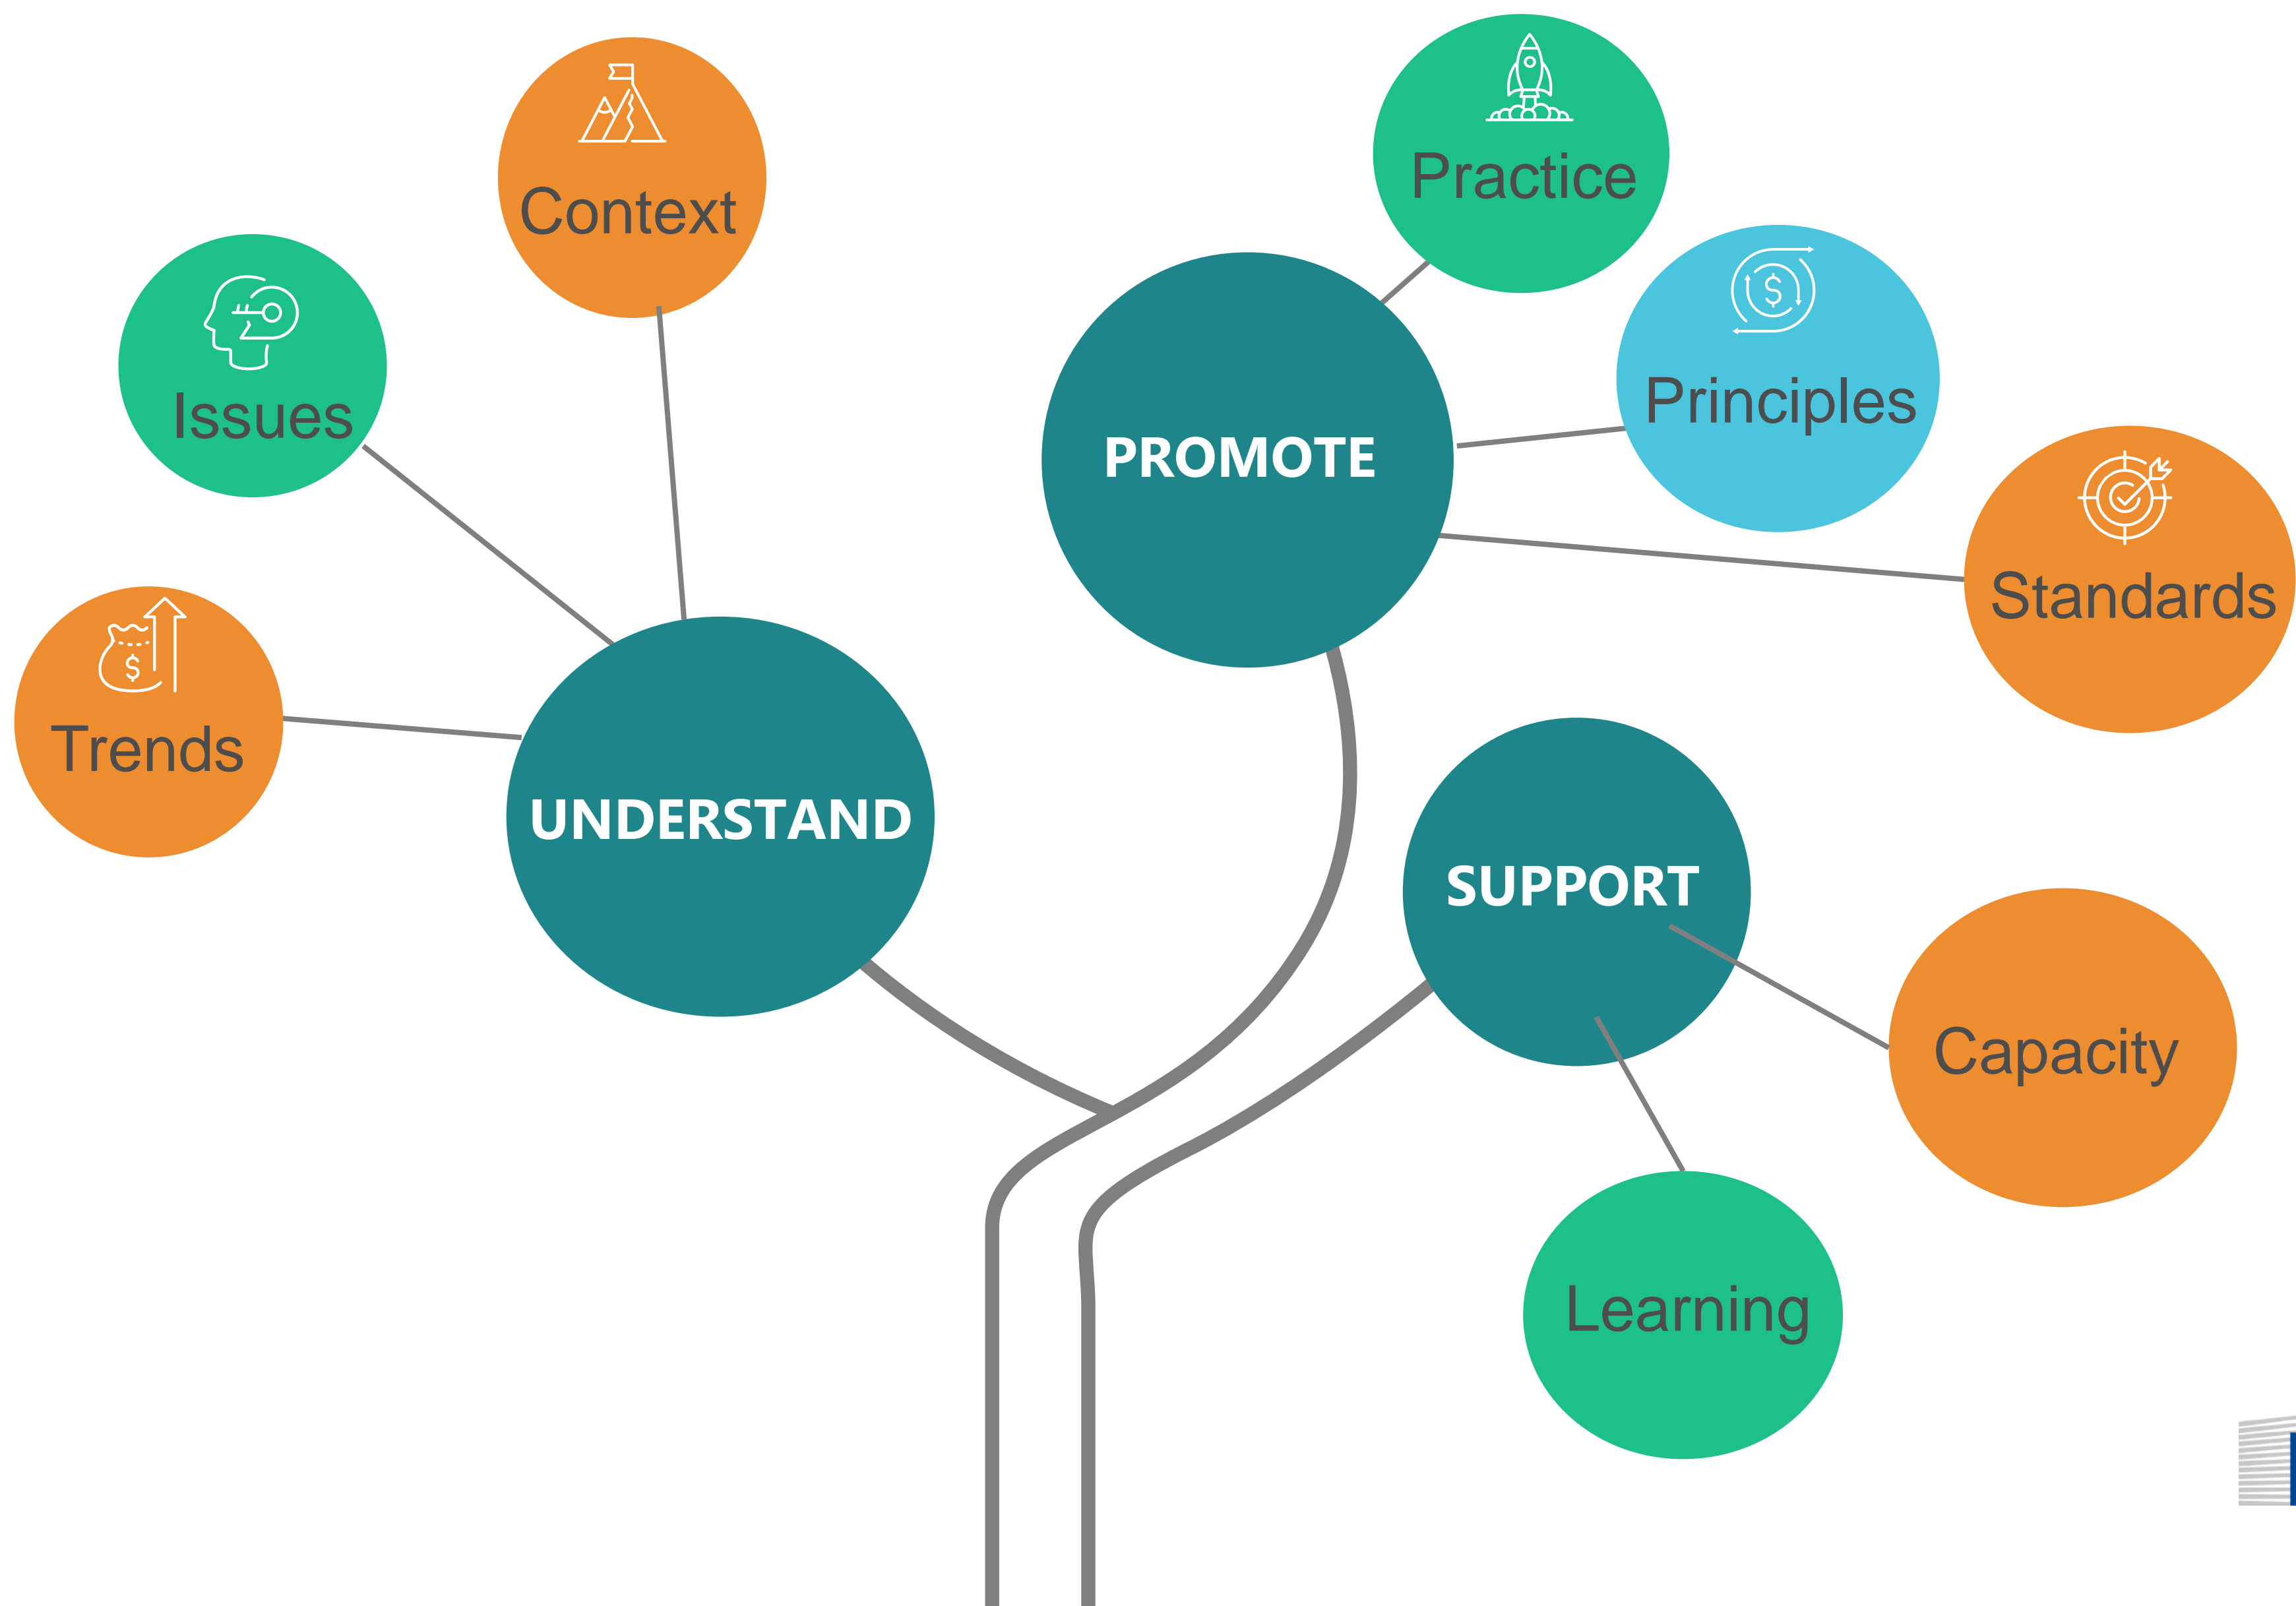 Context
Issues
Trends
UNDERSTAND
Practice
Principles
Standards
PROMOTE
SUPPORT
Capacity
Learning